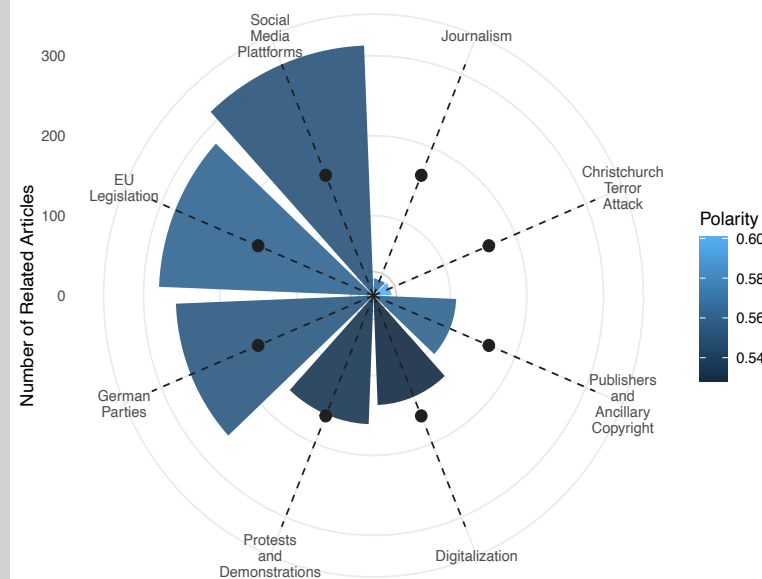 Social
Media
Plattforms
Journalism
300
200
Christchurch
Terror
Attack
EU
Legislation
100
0
Number of Related Articles
Polarity
0.60
0.58
0.56
0.54
German
Parties
Publishers
and
Ancillary
Copyright
Protests
and
Demonstrations
Digitalization